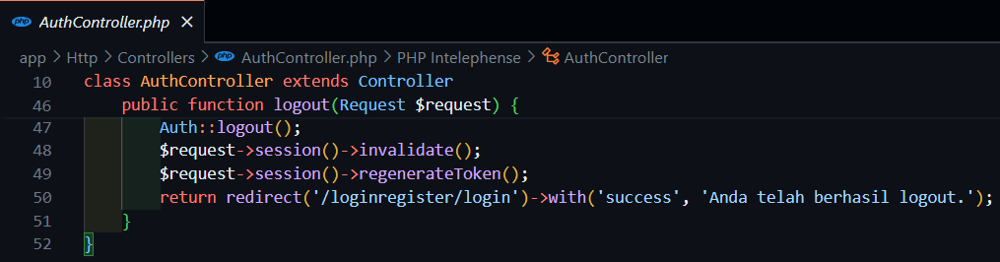 php AuthController.php ×
app > Http > Controllers > php AuthController.php > PHP Intelephense > AuthController
10 class AuthController extends Controller
46 public function logout(Request $request) {
47 Auth::logout();
48 $request->session()->invalidate();
49 $request->session()->regenerateToken();
50 return redirect('/loginregister/login')->with('success', 'Anda telah berhasil logout.');
51 }
52 }